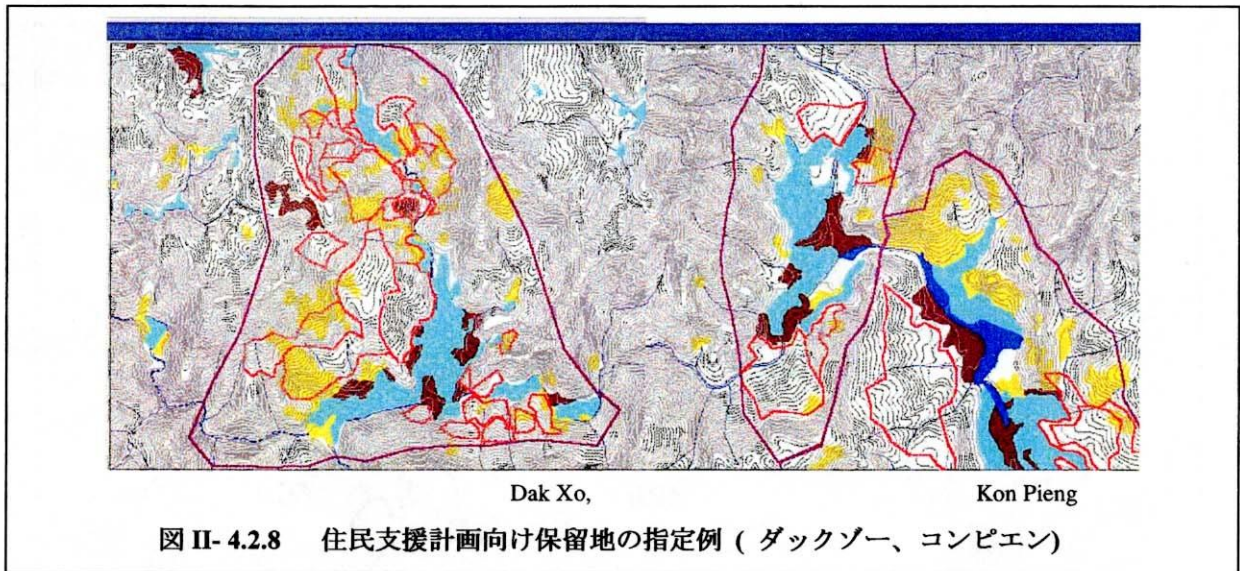 Dak Xo, Kon Pieng
図 II- 4.2.8 住民支援計画向け保留地の指定例 ( ダックゾー、コンピエン)